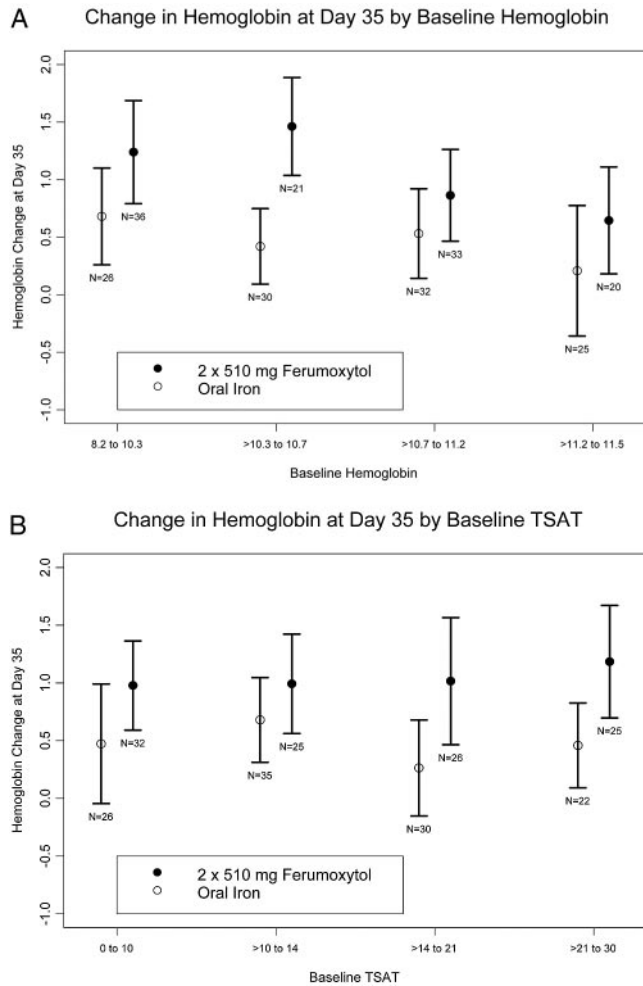 A
Change in Hemoglobin at Day 35 by Baseline Hemoglobin
Hemoglobin Change at Day 35
2.0
1.5
1.0
0.5
0.0
-0.5
-1.0
N=26
N=36
N=30
N=21
N=32
N=33
N=25
N=20
2 x 510 mg Ferumoxytol
Oral Iron
8.2 to 10.3
>10.3 to 10.7
>10.7 to 11.2
>11.2 to 11.5
Baseline Hemoglobin
B
Change in Hemoglobin at Day 35 by Baseline TSAT
Hemoglobin Change at Day 35
2.0
1.5
1.0
0.5
0.0
-0.5
-1.0
N=26
N=32
N=35
N=25
N=30
N=26
N=22
N=25
2 x 510 mg Ferumoxytol
Oral Iron
0 to 10
>10 to 14
>14 to 21
>21 to 30
Baseline TSAT